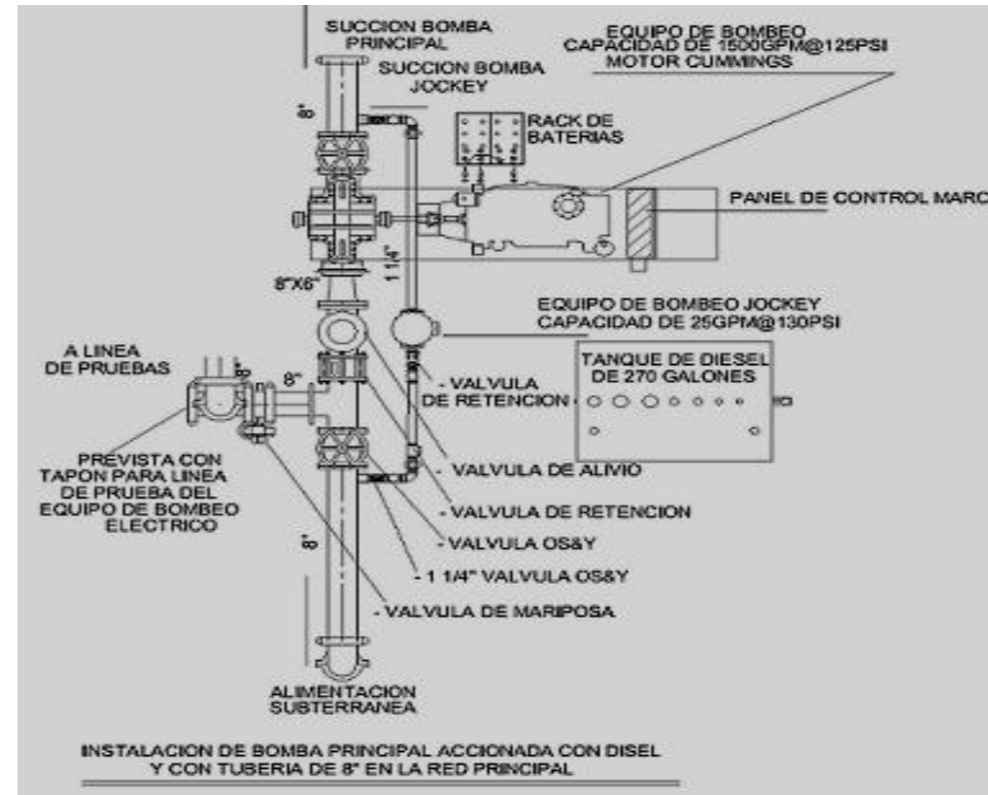 SUCCION BOMBA
PRINCIPAL
SUCCION BOMBA
JOCKEY
EQUIPO DE BOMBEO
CAPACIDAD DE 1500GPM@125PSI
MOTOR CUMMINGS
8"
RACK DE
BATERIAS
PANEL DE CONTROL MARC
1 1/4"
8"X6"
EQUIPO DE BOMBEO JOCKEY
CAPACIDAD DE 25GPM@130PSI
A LINEA
DE PRUEBAS
8"
8"
TANQUE DE DIESEL
DE 270 GALONES
- VALVULA
DE RETENCION
PREVISTA CON
TAPON PARA LINEA
DE PRUEBA DEL
EQUIPO DE BOMBEO
ELECTRICO
- VALVULA DE ALIVIO
- VALVULA DE RETENCION
- VALVULA OS&Y
8"
- 1 1/4" VALVULA OS&Y
- VALVULA DE MARIPOSA
ALIMENTACION
SUBTERRANEA
INSTALACION DE BOMBA PRINCIPAL ACCIONADA CON DISEL
Y CON TUBERIA DE 8" EN LA RED PRINCIPAL